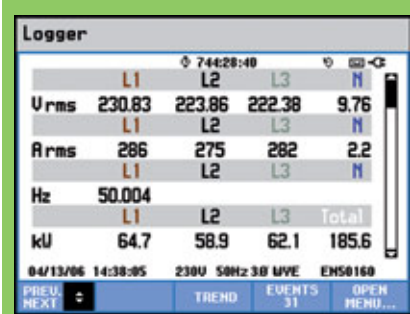 Logger
744:28:40
L1 L2 L3 N
Vrms 230.83 223.86 222.38 9.76
L1 L2 L3 N
Arms 286 275 282 2.2
L1 L2 L3 N
Hz 50.004
L1 L2 L3 Total
kW 64.7 58.9 62.1 185.6
04/13/06 14:38:05 230V 50Hz 3Ø WYE EN50160
PREV. TREND EVENTS OPEN
NEXT 31 MENU...